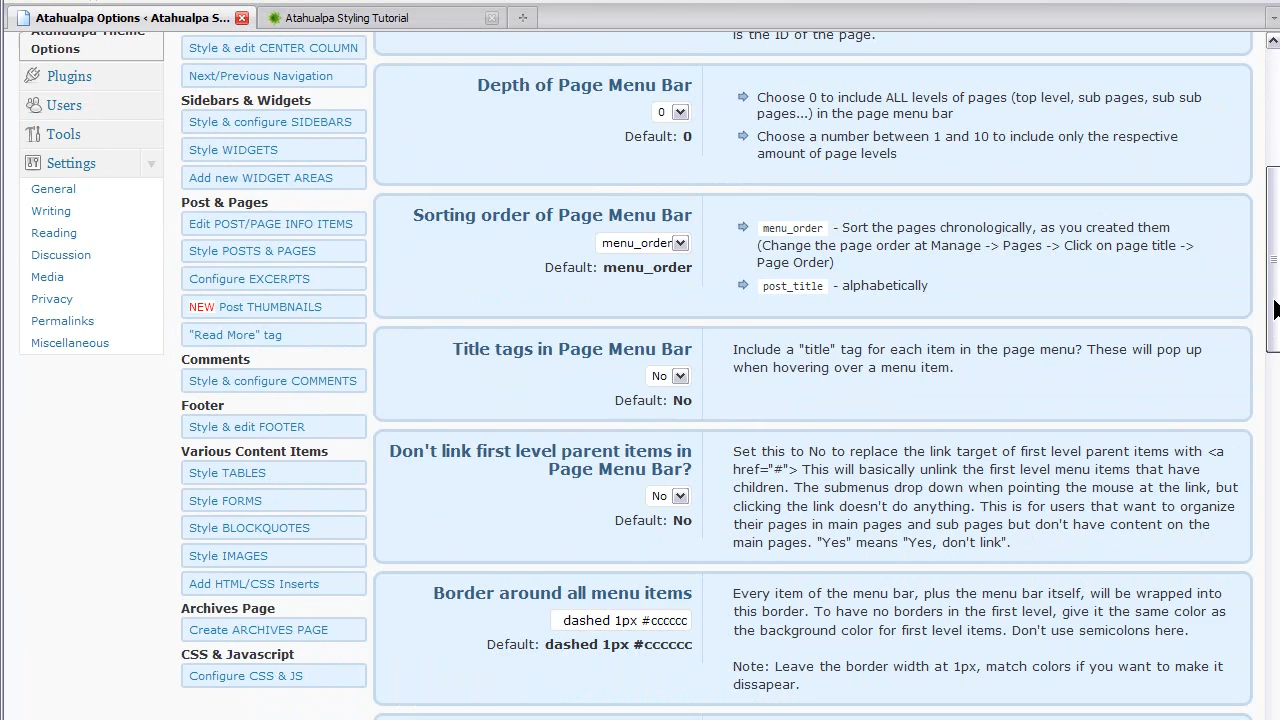 Atahualpa Options ‹ Atahualpa S...
Atahualpa Styling Tutorial
Atahualpa Theme
Options
Plugins
Users
Tools
Settings
General
Writing
Reading
Discussion
Media
Privacy
Permalinks
Miscellaneous
Style & edit CENTER COLUMN
Next/Previous Navigation
Sidebars & Widgets
Style & configure SIDEBARS
Style WIDGETS
Add new WIDGET AREAS
Post & Pages
Edit POST/PAGE INFO ITEMS
Style POSTS & PAGES
Configure EXCERPTS
NEW Post THUMBNAILS
"Read More" tag
Comments
Style & configure COMMENTS
Footer
Style & edit FOOTER
Various Content Items
Style TABLES
Style FORMS
Style BLOCKQUOTES
Style IMAGES
Add HTML/CSS Inserts
Archives Page
Create ARCHIVES PAGE
CSS & Javascript
Configure CSS & JS
is the ID of the page.
Depth of Page Menu Bar
0
Default: 0
Choose 0 to include ALL levels of pages (top level, sub pages, sub sub
pages...) in the page menu bar
Choose a number between 1 and 10 to include only the respective
amount of page levels
Sorting order of Page Menu Bar
menu_order
Default: menu_order
menu_order - Sort the pages chronologically, as you created them
(Change the page order at Manage -> Pages -> Click on page title ->
Page Order)
post_title - alphabetically
Title tags in Page Menu Bar
No
Default: No
Include a "title" tag for each item in the page menu? These will pop up
when hovering over a menu item.
Don't link first level parent items in
Page Menu Bar?
No
Default: No
Set this to No to replace the link target of first level parent items with <a
href="#"> This will basically unlink the first level menu items that have
children. The submenus drop down when pointing the mouse at the link, but
clicking the link doesn't do anything. This is for users that want to organize
their pages in main pages and sub pages but don't have content on the
main pages. "Yes" means "Yes, don't link".
Border around all menu items
dashed 1px #cccccc
Default: dashed 1px #cccccc
Every item of the menu bar, plus the menu bar itself, will be wrapped into
this border. To have no borders in the first level, give it the same color as
the background color for first level items. Don't use semicolons here.
Note: Leave the border width at 1px, match colors if you want to make it
dissapear.